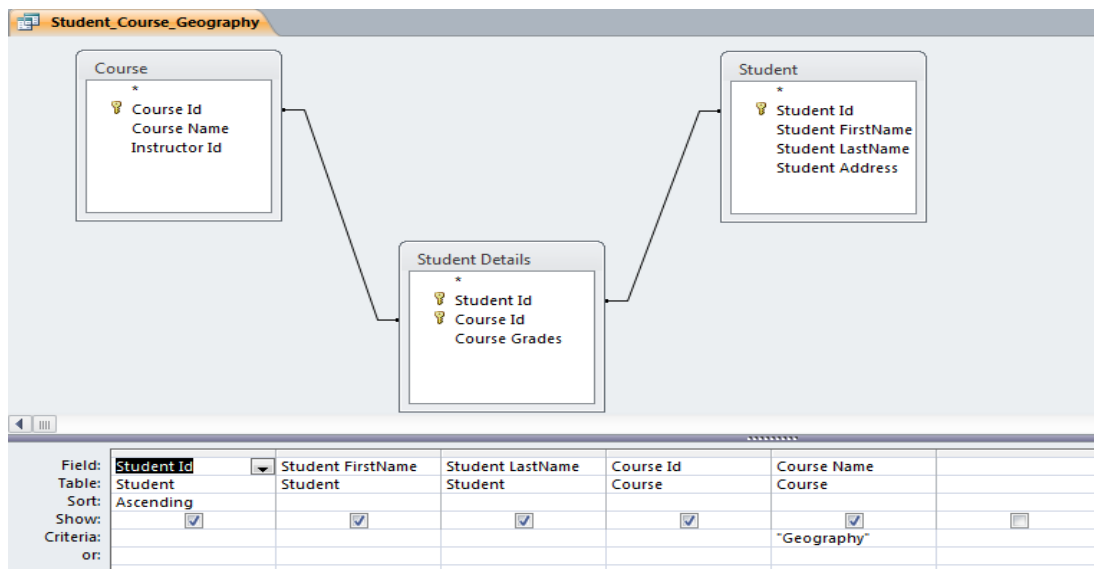 Student_Course_Geography
Course
*
Course Id
Course Name
Instructor Id
Student
*
Student Id
Student FirstName
Student LastName
Student Address
Student Details
*
Student Id
Course Id
Course Grades
Field: Student Id Student FirstName Student LastName Course Id Course Name
Table: Student Student Student Course Course
Sort: Ascending
Show:
Criteria: "Geography"
or: